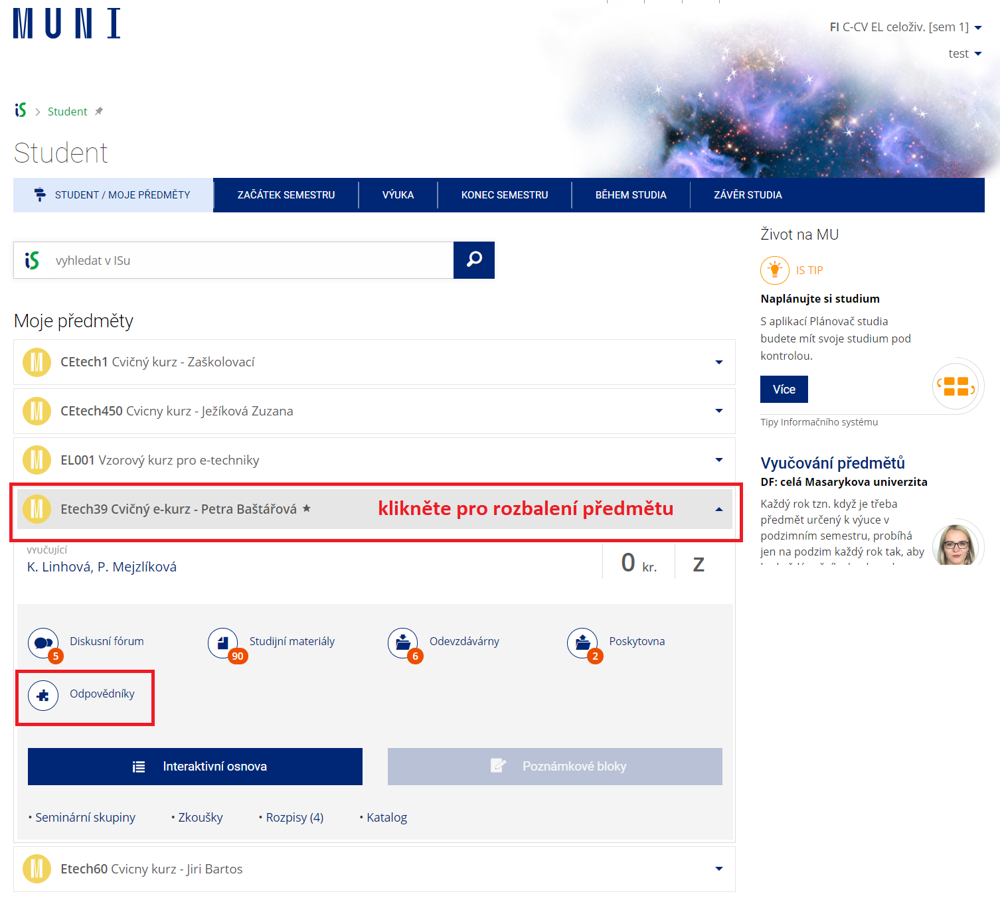 MUNI
FI C-CV EL celoživ. [sem 1]
test
iS > Student
Student
STUDENT / MOJE PŘEDMĚTY
ZAČÁTEK SEMESTRU
VÝUKA
KONEC SEMESTRU
BĚHEM STUDIA
ZÁVĚR STUDIA
iS vyhledat v ISu
Moje předměty
M CEtech1 Cvičný kurz - Zaškolovací
M CEtech450 Cvicny kurz - Ježíková Zuzana
M EL001 Vzorový kurz pro e-techniky
M Etech39 Cvičný e-kurz - Petra Baštářová ★ klikněte pro rozbalení předmětu
VYUČUJÍCÍ
K. Linhová, P. Mejzlíková
0 kr.
Z
Diskusní fórum
5
Studijní materiály
90
Odevzdávárny
6
Poskytovna
2
Odpovědníky
Interaktivní osnova
Poznámkové bloky
• Seminární skupiny
• Zkoušky
• Rozpisy (4)
• Katalog
M Etech60 Cvicny kurz - Jiri Bartos
Život na MU
IS TIP
Naplánujte si studium
S aplikací Plánovač studia
budete mít svoje studium pod
kontrolou.
Více
Tipy Informačního systému
Vyučování předmětů
DF: celá Masarykova univerzita
Každý rok tzn. když je třeba
předmět určený k výuce v
podzimním semestru, probíhá
jen na podzim každý rok tak, aby